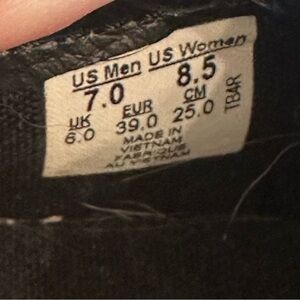 US Men US Women
7.0 8.5
UK EUR CM
6.0 39.0 25.0
TBAR
MADE IN
VIETNAM
FABRIQUE
AU VIETNAM